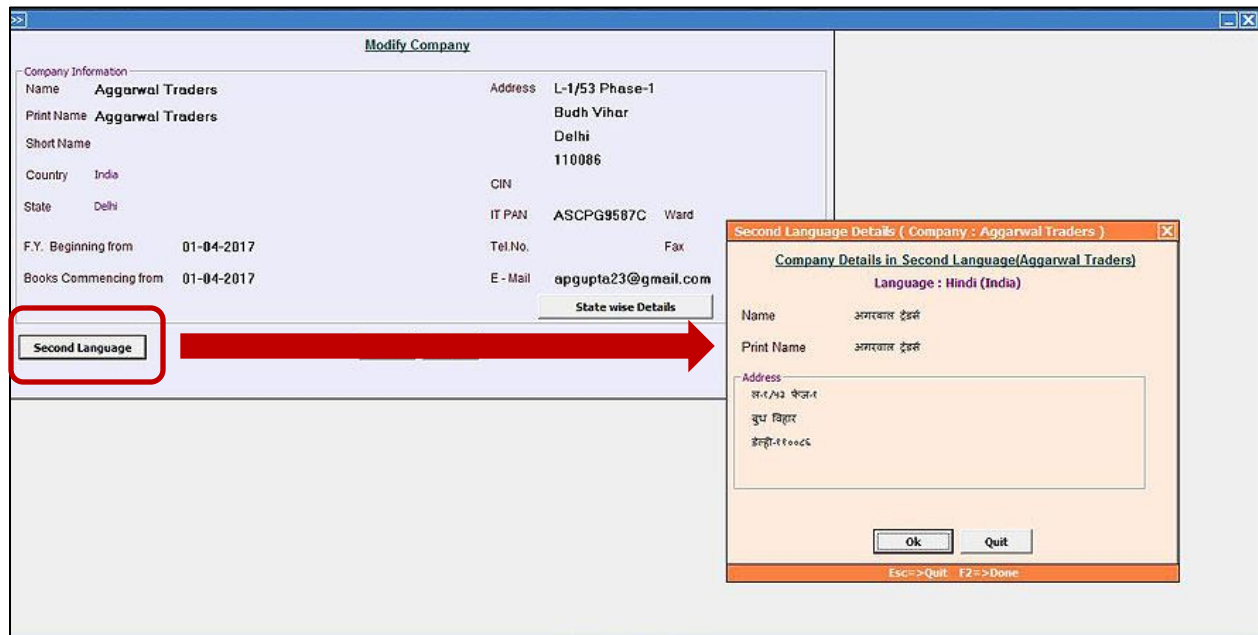 >>
Modify Company
Company Information
Name Aggarwal Traders
Print Name Aggarwal Traders
Short Name
Country India
State Delhi
F.Y. Beginning from 01-04-2017
Books Commencing from 01-04-2017
Address L-1/53 Phase-1
Budh Vihar
Delhi
110086
CIN
IT PAN ASCPG9587C Ward
Tel.No. Fax
E - Mail apgupta23@gmail.com
State wise Details
Second Language
Second Language Details ( Company : Aggarwal Traders )
Company Details in Second Language(Aggarwal Traders)
Language : Hindi (India)
Name अगरवाल ट्रेडर्स
Print Name अगरवाल ट्रेडर्स
Address
ल-१/५३ फेज-१
बुध विहार
डेल्ही-११००८६
Ok Quit
Esc=>Quit F2=>Done